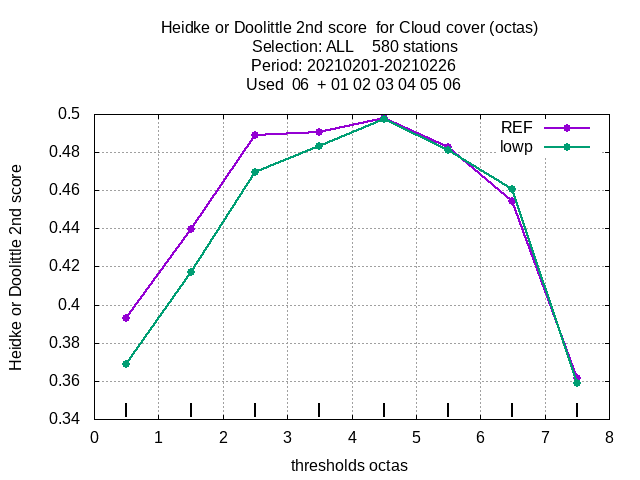 Heidke or Doolittle 2nd score  for Cloud cover (octas)
Selection: ALL    580 stations
Period: 20210201-20210226
Used  06  + 01 02 03 04 05 06
Heidke or Doolittle 2nd score
0.5
0.48
0.46
0.44
0.42
0.4
0.38
0.36
0.34
REF
lowp
0 1 2 3 4 5 6 7 8
thresholds octas